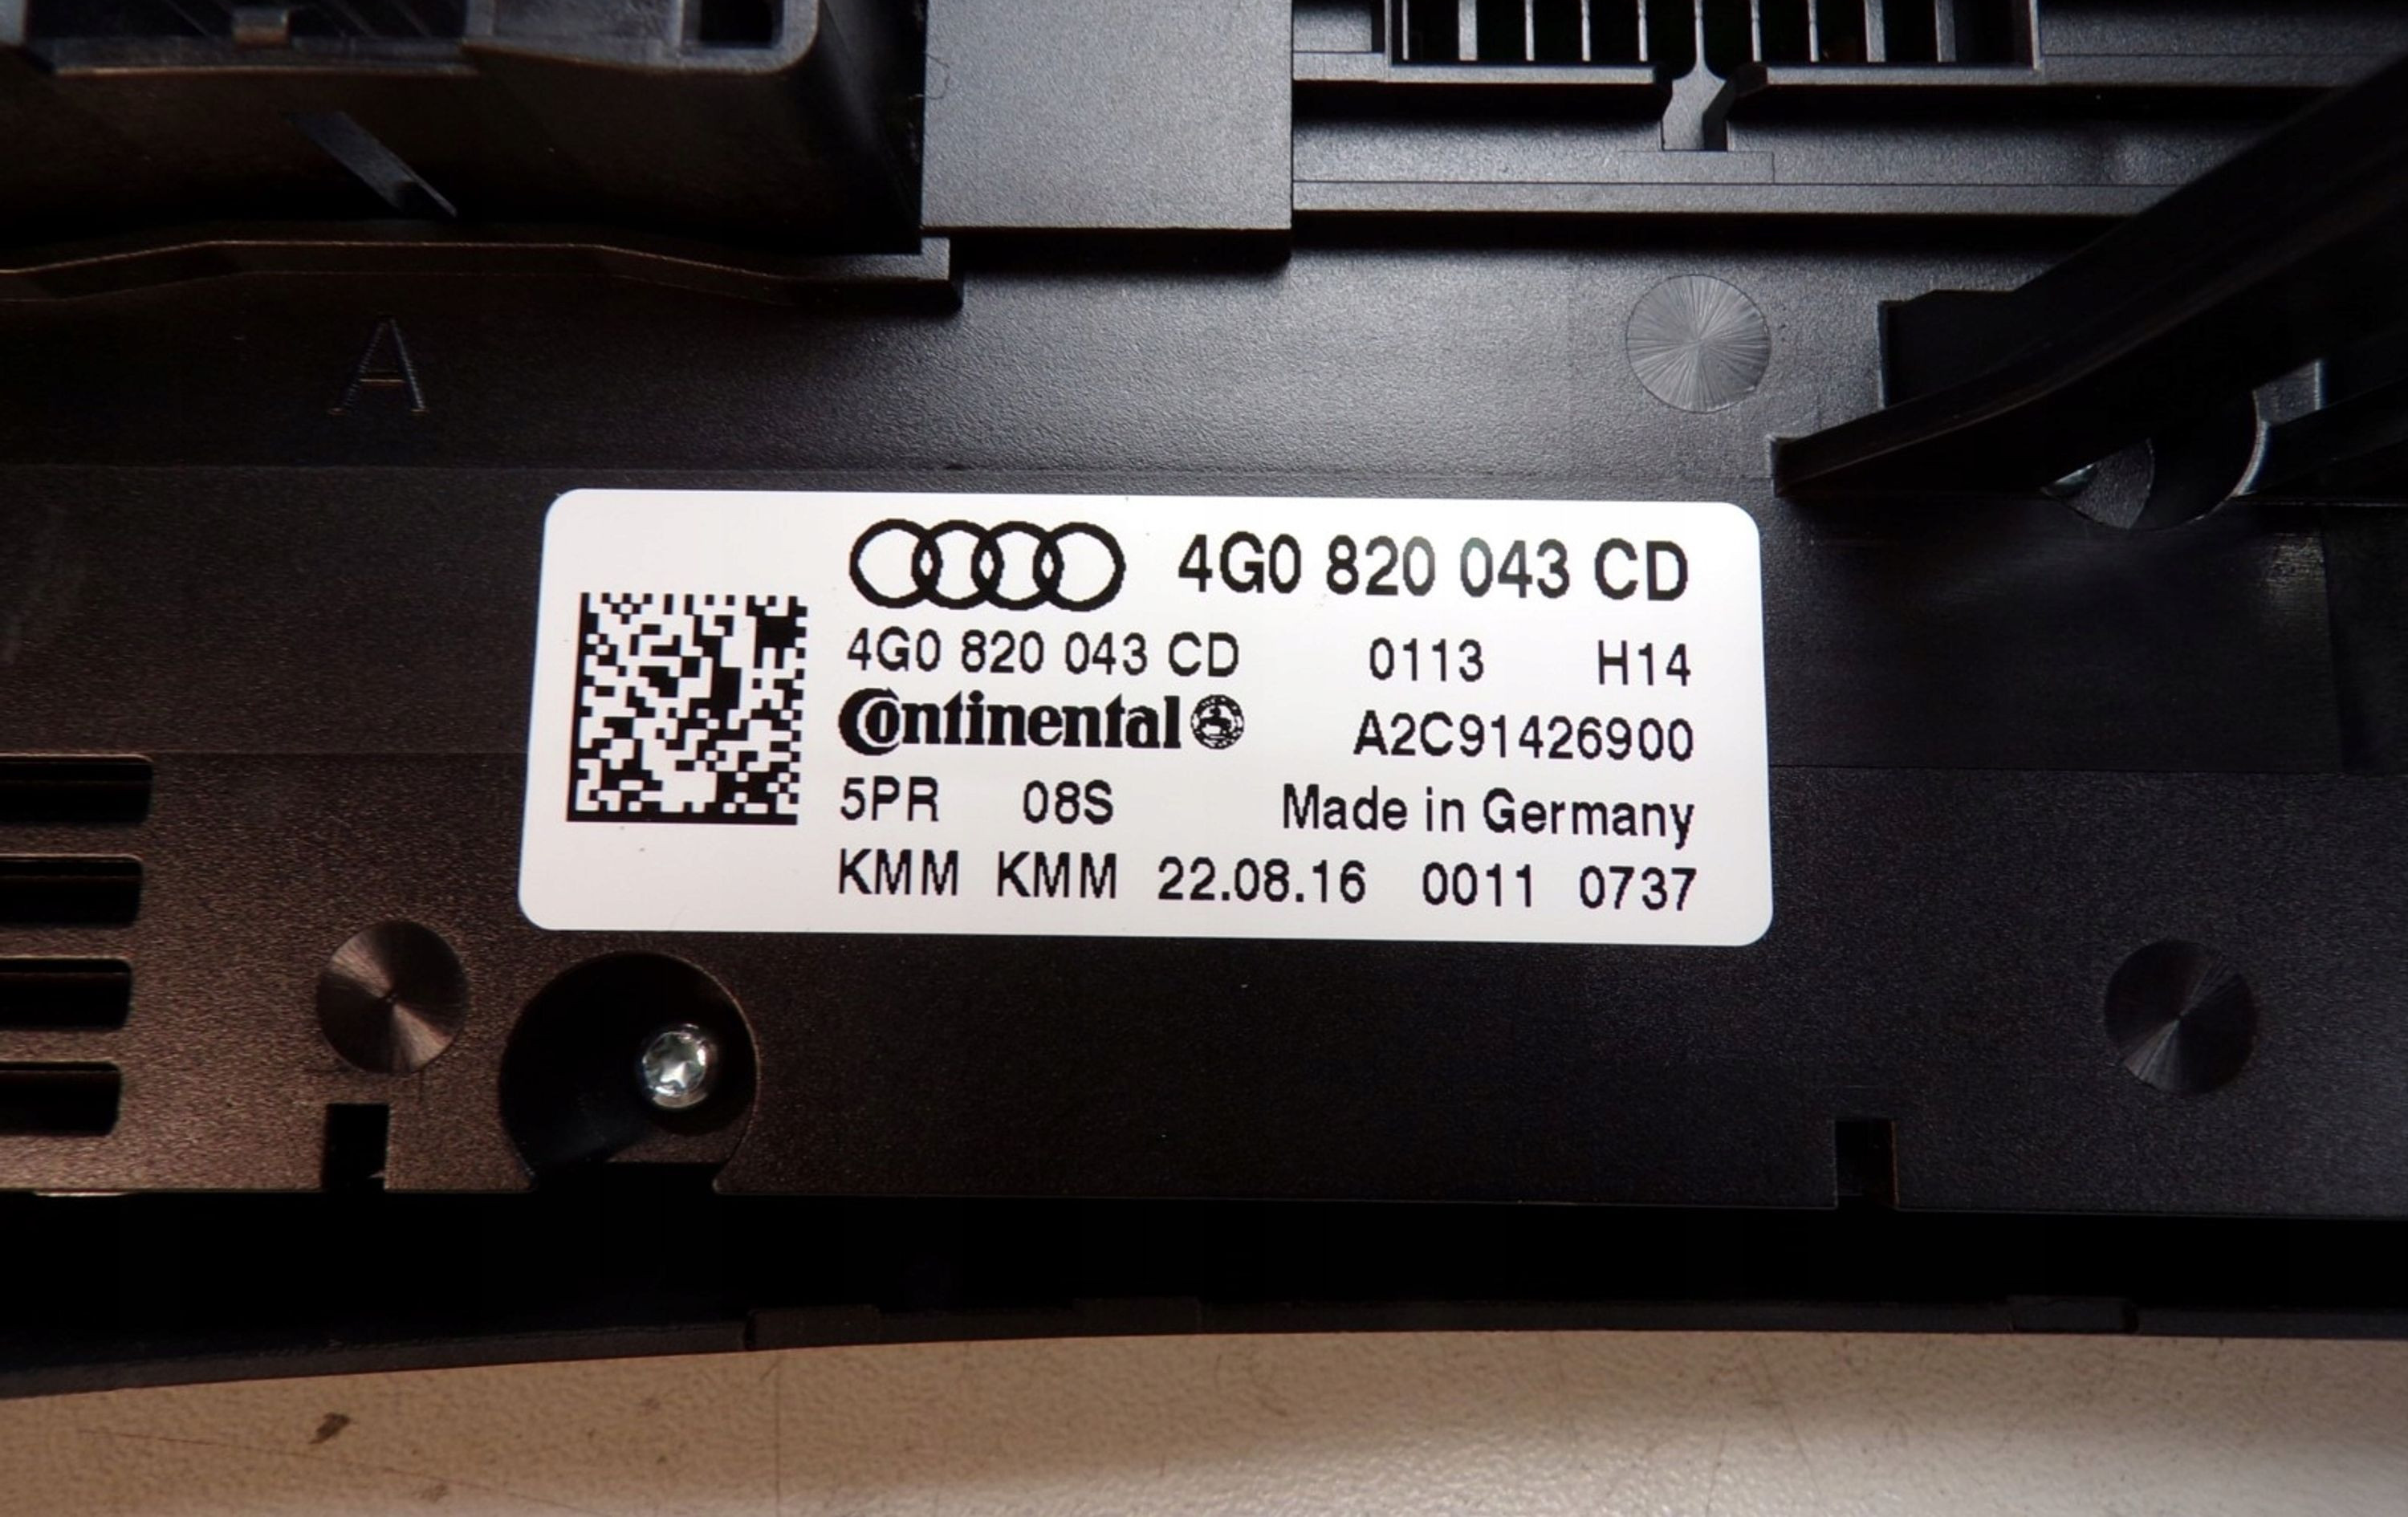 A
4G0 820 043 CD
4G0 820 043 CD 0113 H14
Continental A2C91426900
5PR 08S Made in Germany
KMM KMM 22.08.16 0011 0737